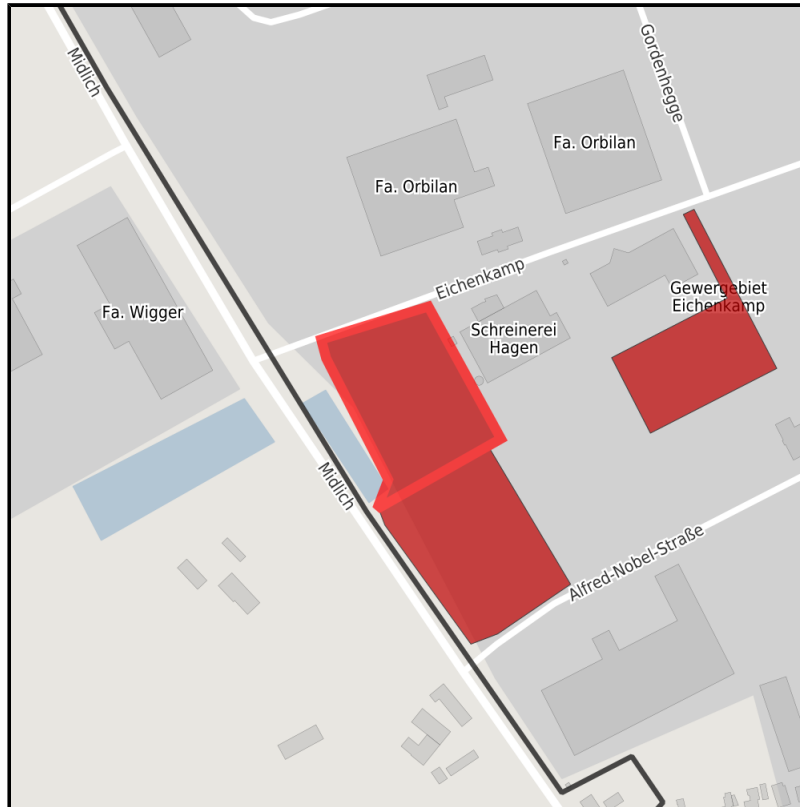 Midlich
Gordenhegge
Fa. Orbilan
Fa. Orbilan
Eichenkamp
Gewergebiet
Eichenkamp
Fa. Wigger
Schreinerei
Hagen
Midlich
Alfred-Nobel-Straße